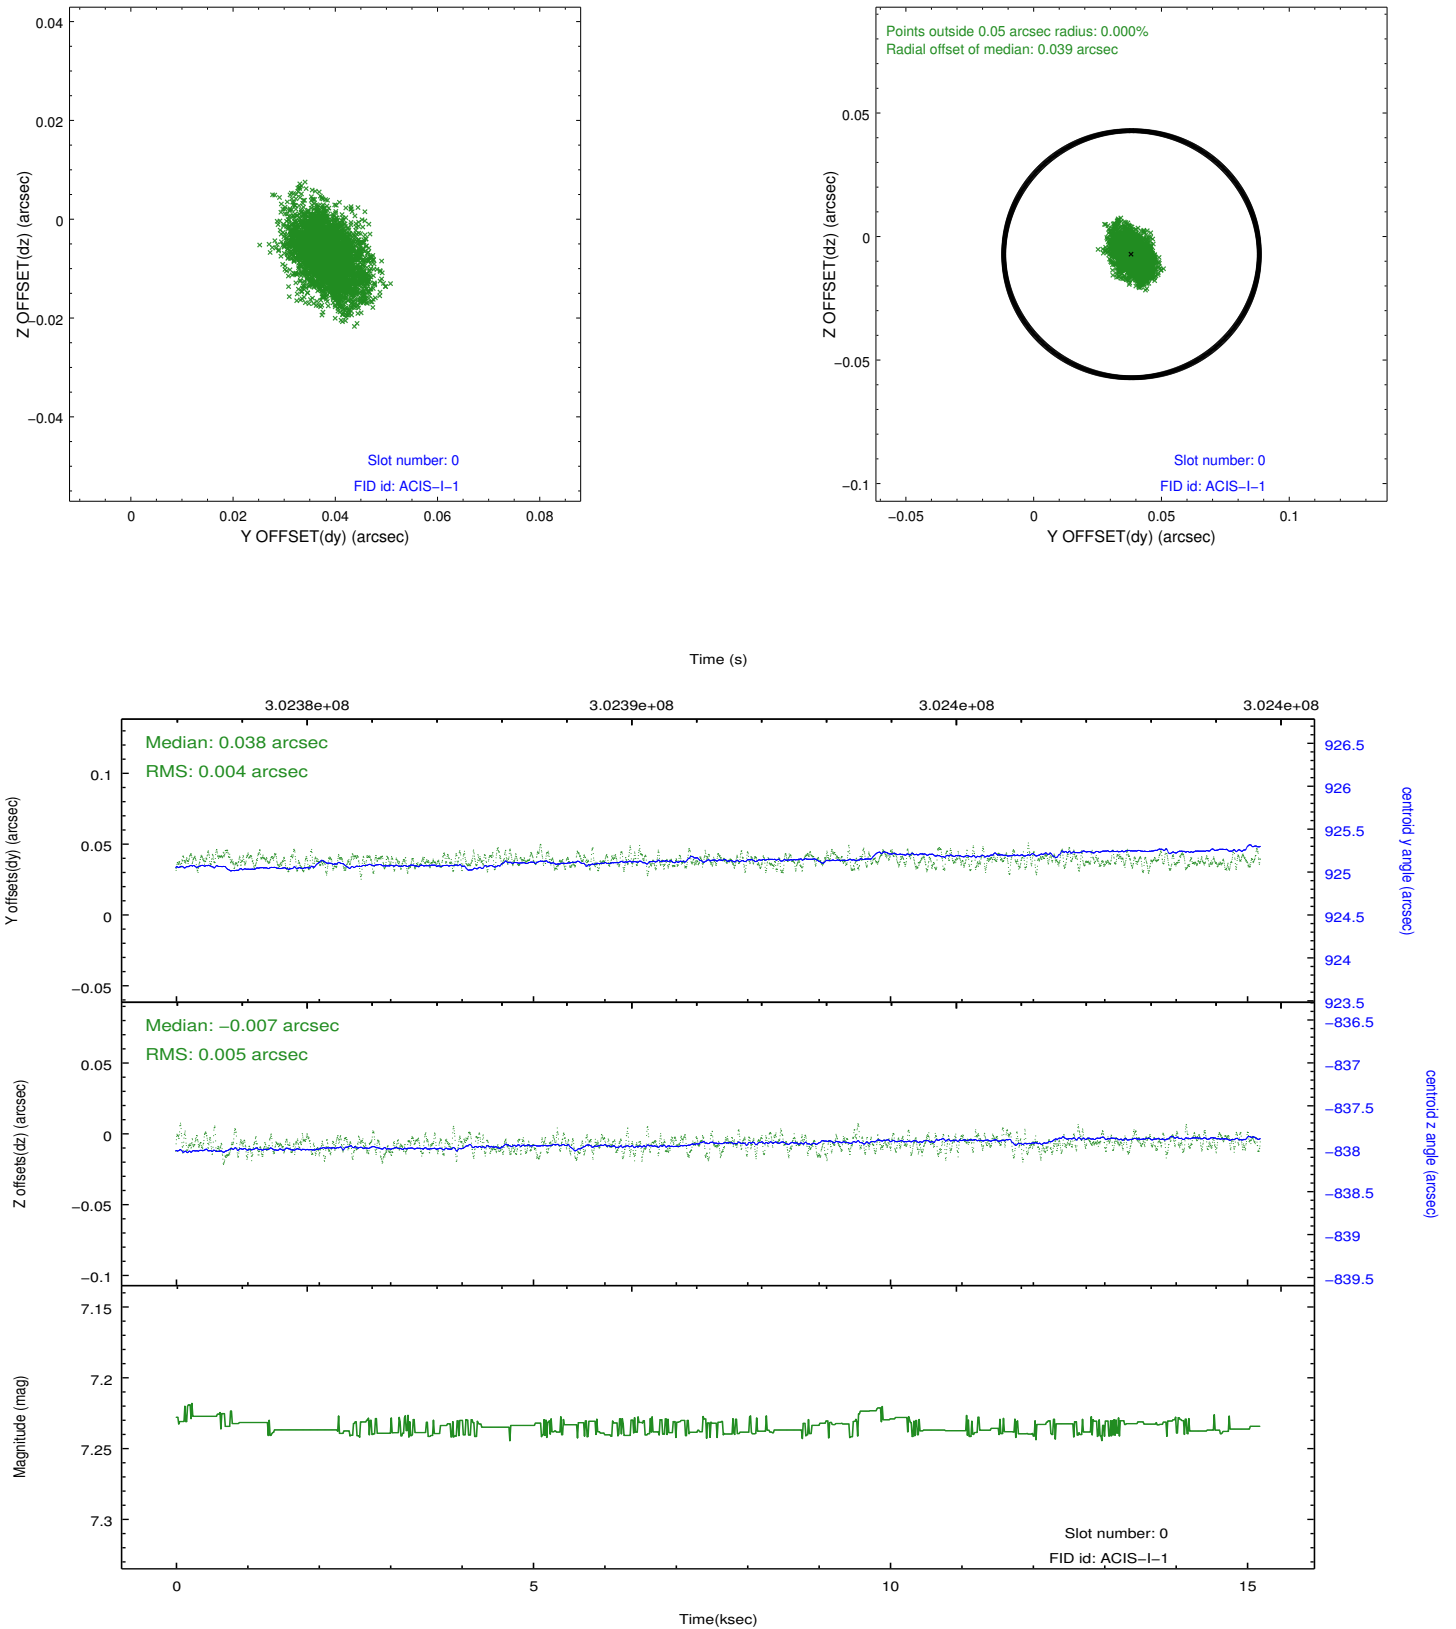 0.04
0.02
0
−0.02
−0.04
Z OFFSET(dz) (arcsec)
Slot number: 0
FID id: ACIS−I−1
0
0.02
0.04
0.06
0.08
Y OFFSET(dy) (arcsec)
Points outside 0.05 arcsec radius: 0.000%
Radial offset of median: 0.039 arcsec
0.05
0
−0.05
−0.1
Z OFFSET(dz) (arcsec)
Slot number: 0
FID id: ACIS−I−1
−0.05
0
0.05
0.1
Y OFFSET(dy) (arcsec)
Time (s)
3.0238e+08
3.0239e+08
3.024e+08
3.024e+08
Median: 0.038 arcsec
RMS: 0.004 arcsec
0.1
0.05
0
−0.05
Y offsets(dy) (arcsec)
926.5
926
925.5
925
924.5
924
923.5
centroid y angle (arcsec)
Median: −0.007 arcsec
RMS: 0.005 arcsec
0.05
0
−0.05
−0.1
Z offsets(dz) (arcsec)
−836.5
−837
−837.5
−838
−838.5
−839
−839.5
centroid z angle (arcsec)
7.15
7.2
7.25
7.3
Magnitude (mag)
Slot number: 0
FID id: ACIS−I−1
0
5
10
15
Time(ksec)